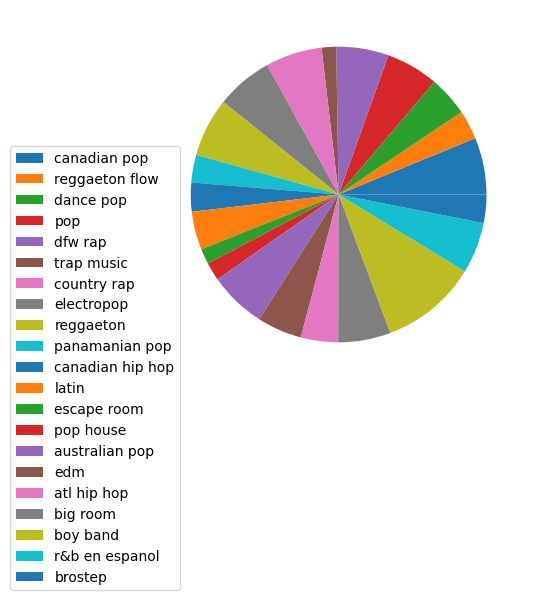 canadian pop
reggaeton flow
dance pop
pop
dfw rap
trap music
country rap
electropop
reggaeton
panamanian pop
canadian hip hop
latin
escape room
pop house
australian pop
edm
atl hip hop
big room
boy band
r&b en espanol
brostep